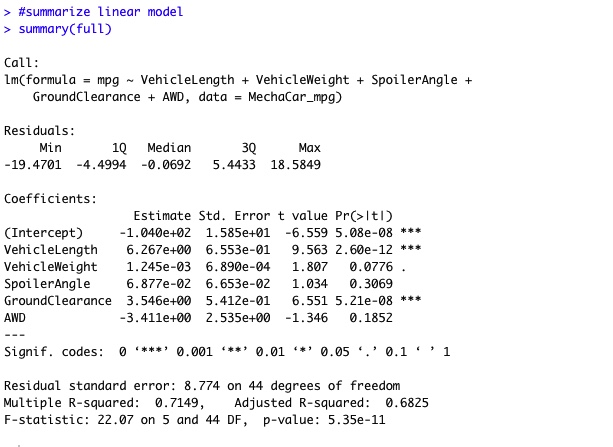 > #summarize linear model
> summary(full)

Call:
lm(formula = mpg ~ VehicleLength + VehicleWeight + SpoilerAngle +
    GroundClearance + AWD, data = MechaCar_mpg)

Residuals:
     Min       1Q   Median       3Q      Max
-19.4701  -4.4994  -0.0692   5.4433  18.5849

Coefficients:
                  Estimate Std. Error t value Pr(>|t|)
(Intercept)     -1.040e+02  1.585e+01  -6.559 5.08e-08 ***
VehicleLength    6.267e+00  6.553e-01   9.563 2.60e-12 ***
VehicleWeight    1.245e-03  6.890e-04   1.807   0.0776 .
SpoilerAngle     6.877e-02  6.653e-02   1.034   0.3069
GroundClearance  3.546e+00  5.412e-01   6.551 5.21e-08 ***
AWD             -3.411e+00  2.535e+00  -1.346   0.1852
---
Signif. codes:  0 ‘***’ 0.001 ‘**’ 0.01 ‘*’ 0.05 ‘.’ 0.1 ‘ ’ 1

Residual standard error: 8.774 on 44 degrees of freedom
Multiple R-squared:  0.7149,	Adjusted R-squared:  0.6825
F-statistic: 22.07 on 5 and 44 DF,  p-value: 5.35e-11